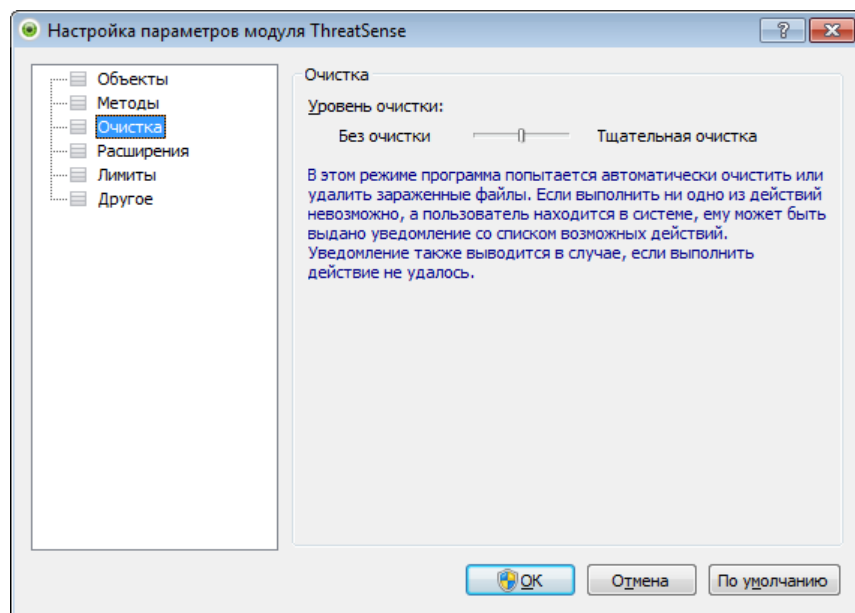 Настройка параметров модуля ThreatSense
Объекты
Методы
Очистка
Расширения
Лимиты
Другое
Очистка
Уровень очистки:
Без очистки Тщательная очистка
В этом режиме программа попытается автоматически очистить или
удалить зараженные файлы. Если выполнить ни одно из действий
невозможно, а пользователь находится в системе, ему может быть
выдано уведомление со списком возможных действий.
Уведомление также выводится в случае, если выполнить
действие не удалось.
OK Отмена По умолчанию